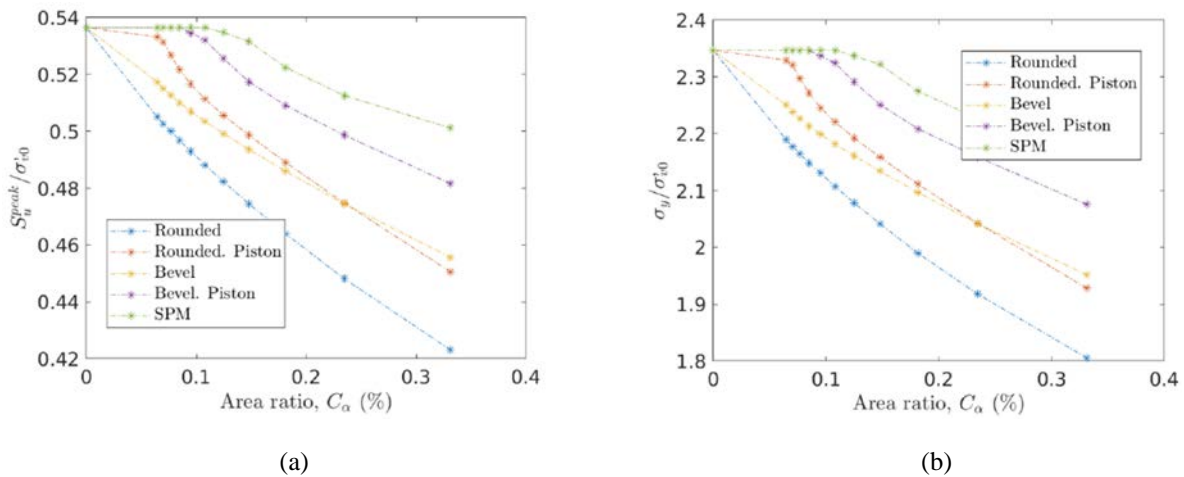 0.54
0.52
0.5
0.48
0.46
0.44
0.42
S_u^{peak}/σ'_{v0}
Rounded
Rounded. Piston
Bevel
Bevel. Piston
SPM
0 0.1 0.2 0.3 0.4
Area ratio, C_α (%)
(a)
2.4
2.3
2.2
2.1
2
1.9
1.8
σ_y/σ'_{v0}
Rounded
Rounded. Piston
Bevel
Bevel. Piston
SPM
0 0.1 0.2 0.3 0.4
Area ratio, C_α (%)
(b)